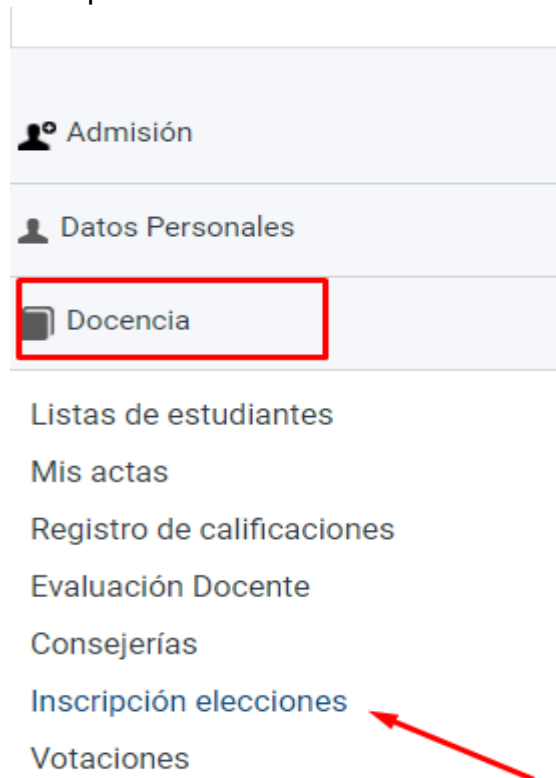 Admisión
Datos Personales
Docencia
Listas de estudiantes
Mis actas
Registro de calificaciones
Evaluación Docente
Consejerías
Inscripción elecciones
Votaciones